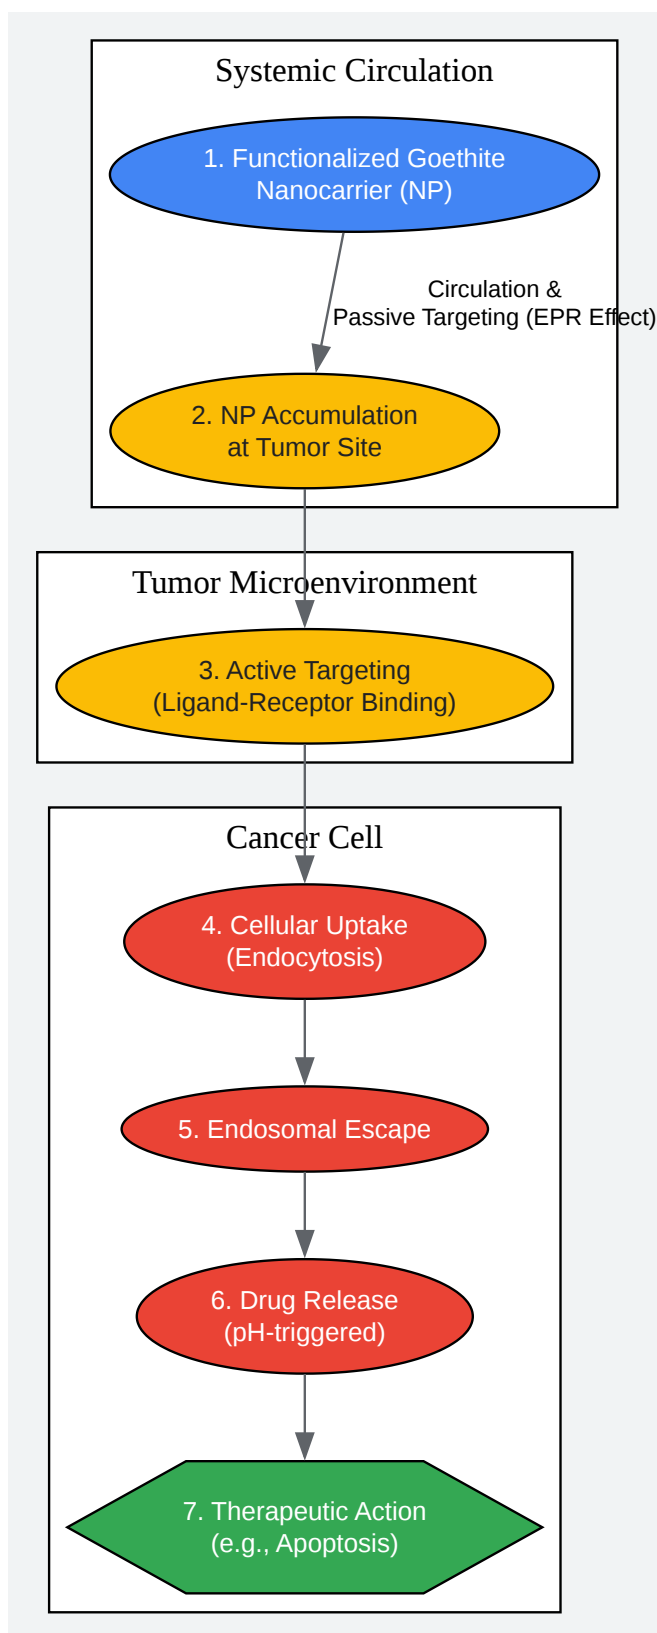 Systemic Circulation
1. Functionalized Goethite
Nanocarrier (NP)
Circulation &
Passive Targeting (EPR Effect)
2. NP Accumulation
at Tumor Site
Tumor Microenvironment
3. Active Targeting
(Ligand-Receptor Binding)
Cancer Cell
4. Cellular Uptake
(Endocytosis)
5. Endosomal Escape
6. Drug Release
(pH-triggered)
7. Therapeutic Action
(e.g., Apoptosis)